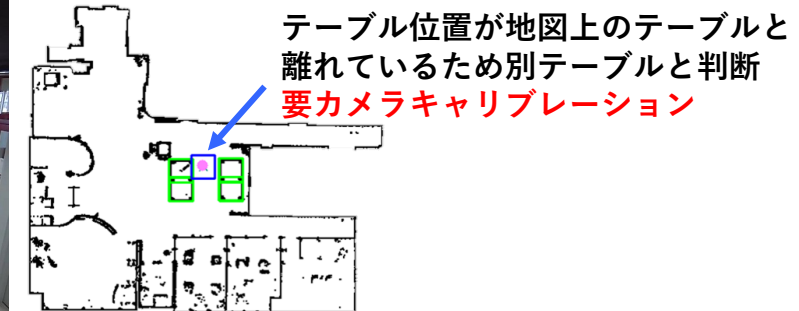 テーブル位置が地図上のテーブルと
離れているため別テーブルと判断
要カメラキャリブレーション